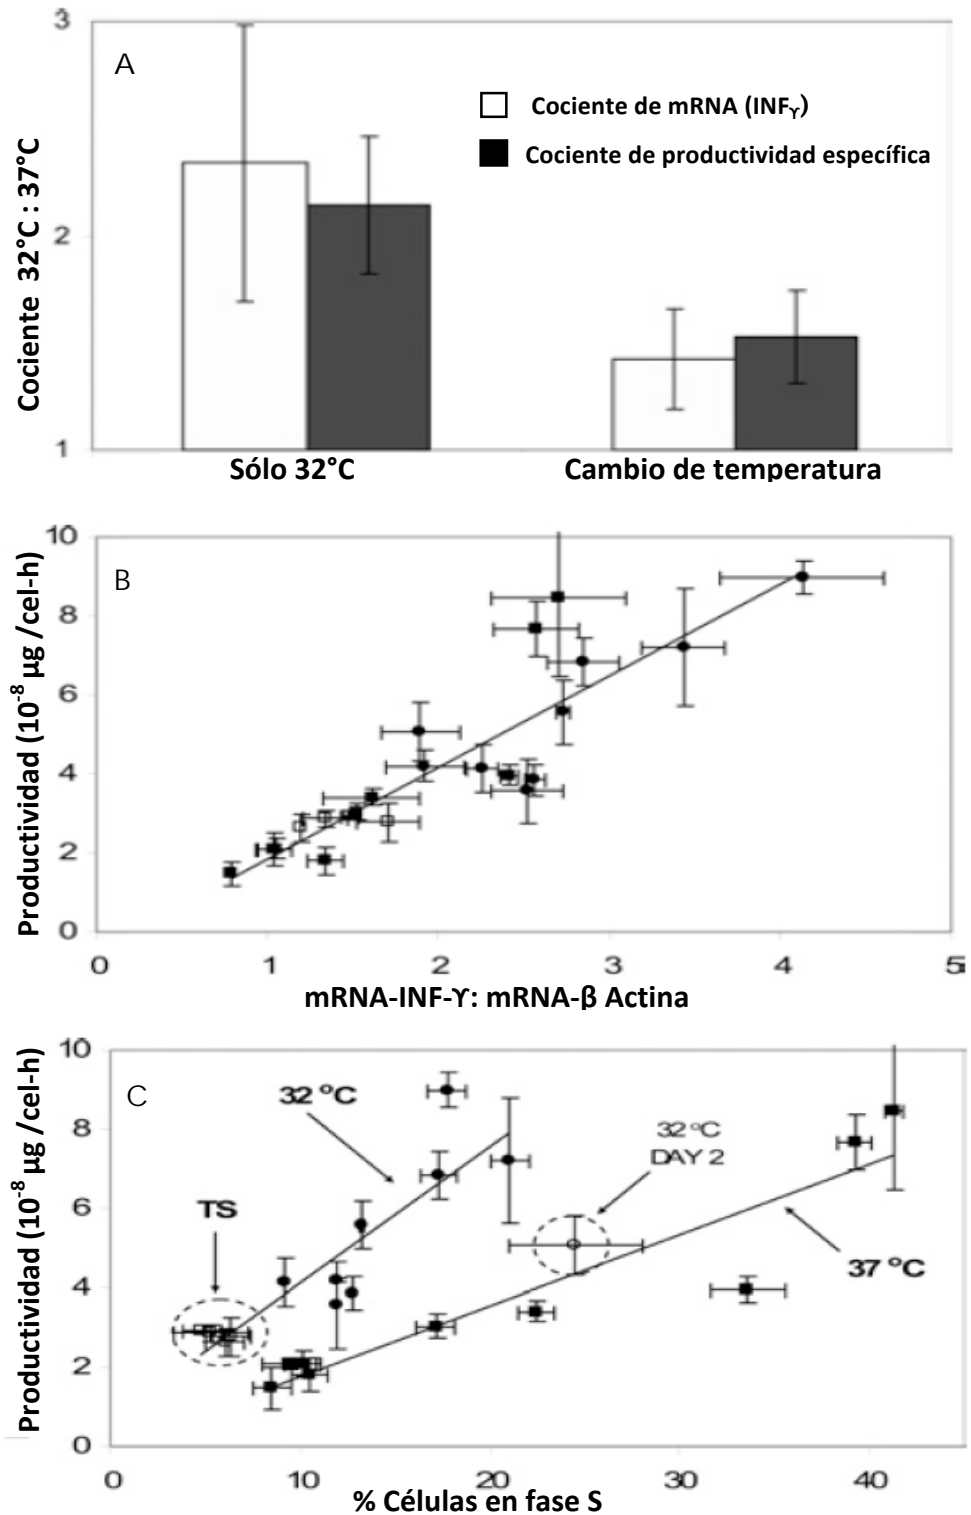 3
A
Cociente de mRNA (INFϒ)
Cociente de productividad específica
2
1
Cociente 32°C : 37°C
Sólo 32°C
Cambio de temperatura
10
B
8
6
4
2
0
Productividad (10⁻⁸ µg /cel-h)
0 1 2 3 4 5
mRNA-INF-ϒ: mRNA-β Actina
10
C
32 °C
32 °C
DAY 2
8
TS
6
37 °C
4
2
0
Productividad (10⁻⁸ µg /cel-h)
0 10 20 30 40
% Células en fase S